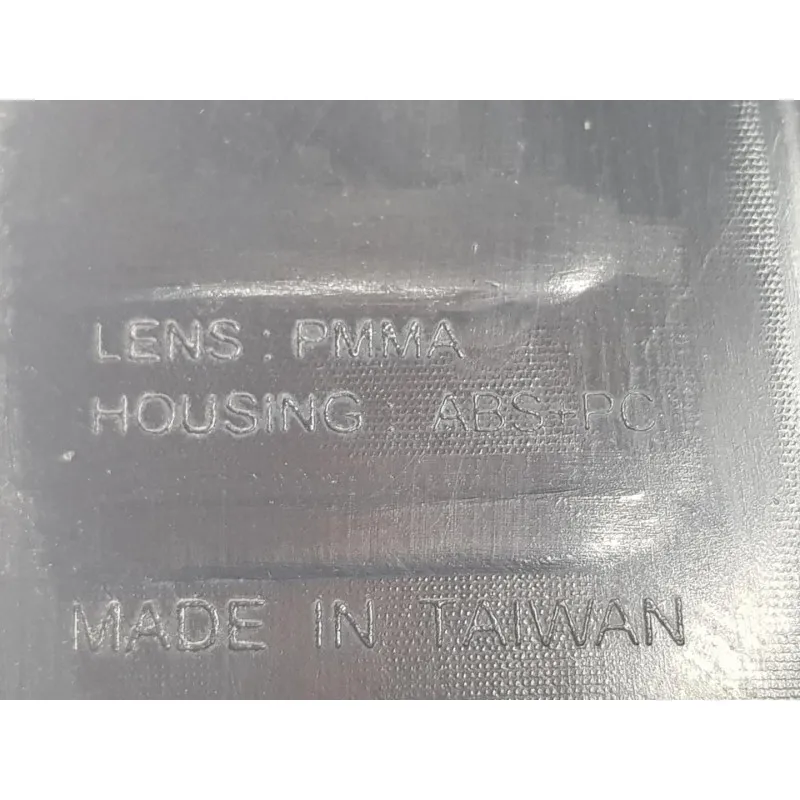 LENS : PMMA
HOUSING : ABS+PC
MADE IN TAIWAN